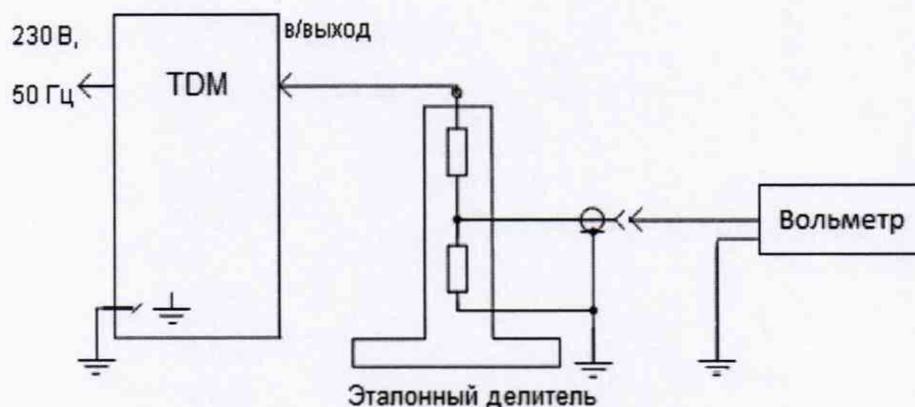 230 В,
50 Гц
TDM
в/выход
Вольметр
Эталонный делитель